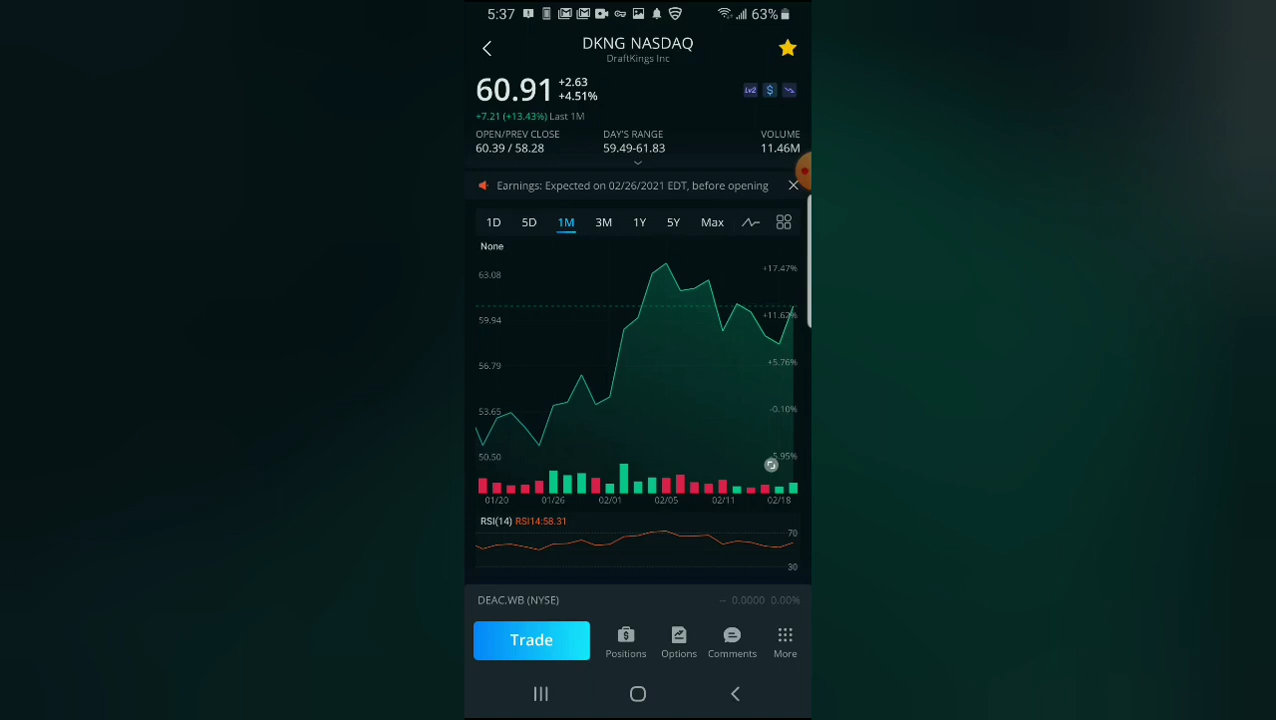 5:37 63%
DKNG NASDAQ
DraftKings Inc
60.91 +2.63
+4.51%
Lv2 $
+7.21 (+13.43%) Last 1M
OPEN/PREV CLOSE DAY'S RANGE VOLUME
60.39 / 58.28 59.49-61.83 11.46M
Earnings: Expected on 02/26/2021 EDT, before opening
1D 5D 1M 3M 1Y 5Y Max
None
63.08 +17.47%
59.94 +11.62%
56.79 +5.76%
53.65 -0.10%
50.50 -5.95%
01/20 01/26 02/01 02/05 02/11 02/18
RSI(14) RSI14:58.31
70
30
DEAC.WB (NYSE) -- 0.0000 0.00%
Trade Positions Options Comments More